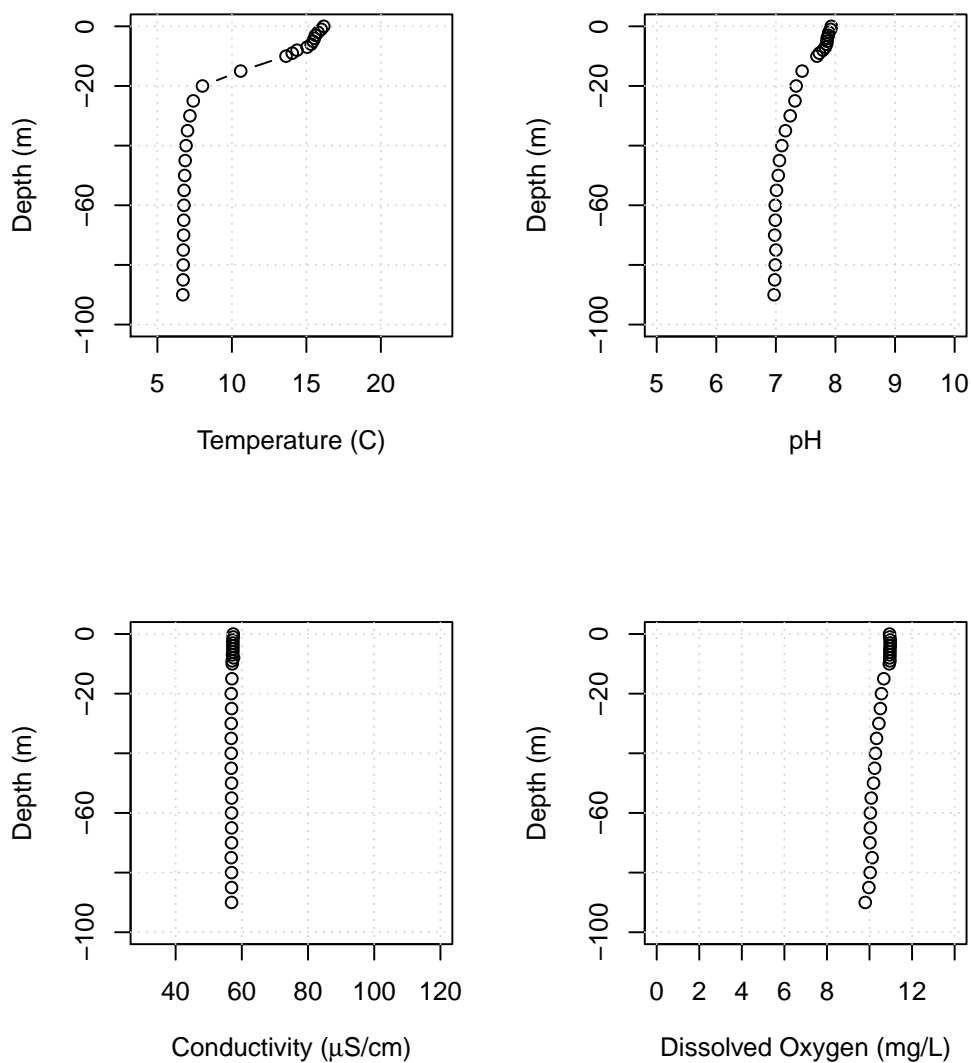 0
−20
−60
−100
Depth (m)
5 10 15 20
Temperature (C)
0
−20
−60
−100
Depth (m)
5 6 7 8 9 10
pH
0
−20
−60
−100
Depth (m)
40 60 80 100 120
Conductivity (μS/cm)
0
−20
−60
−100
Depth (m)
0 2 4 6 8 12
Dissolved Oxygen (mg/L)